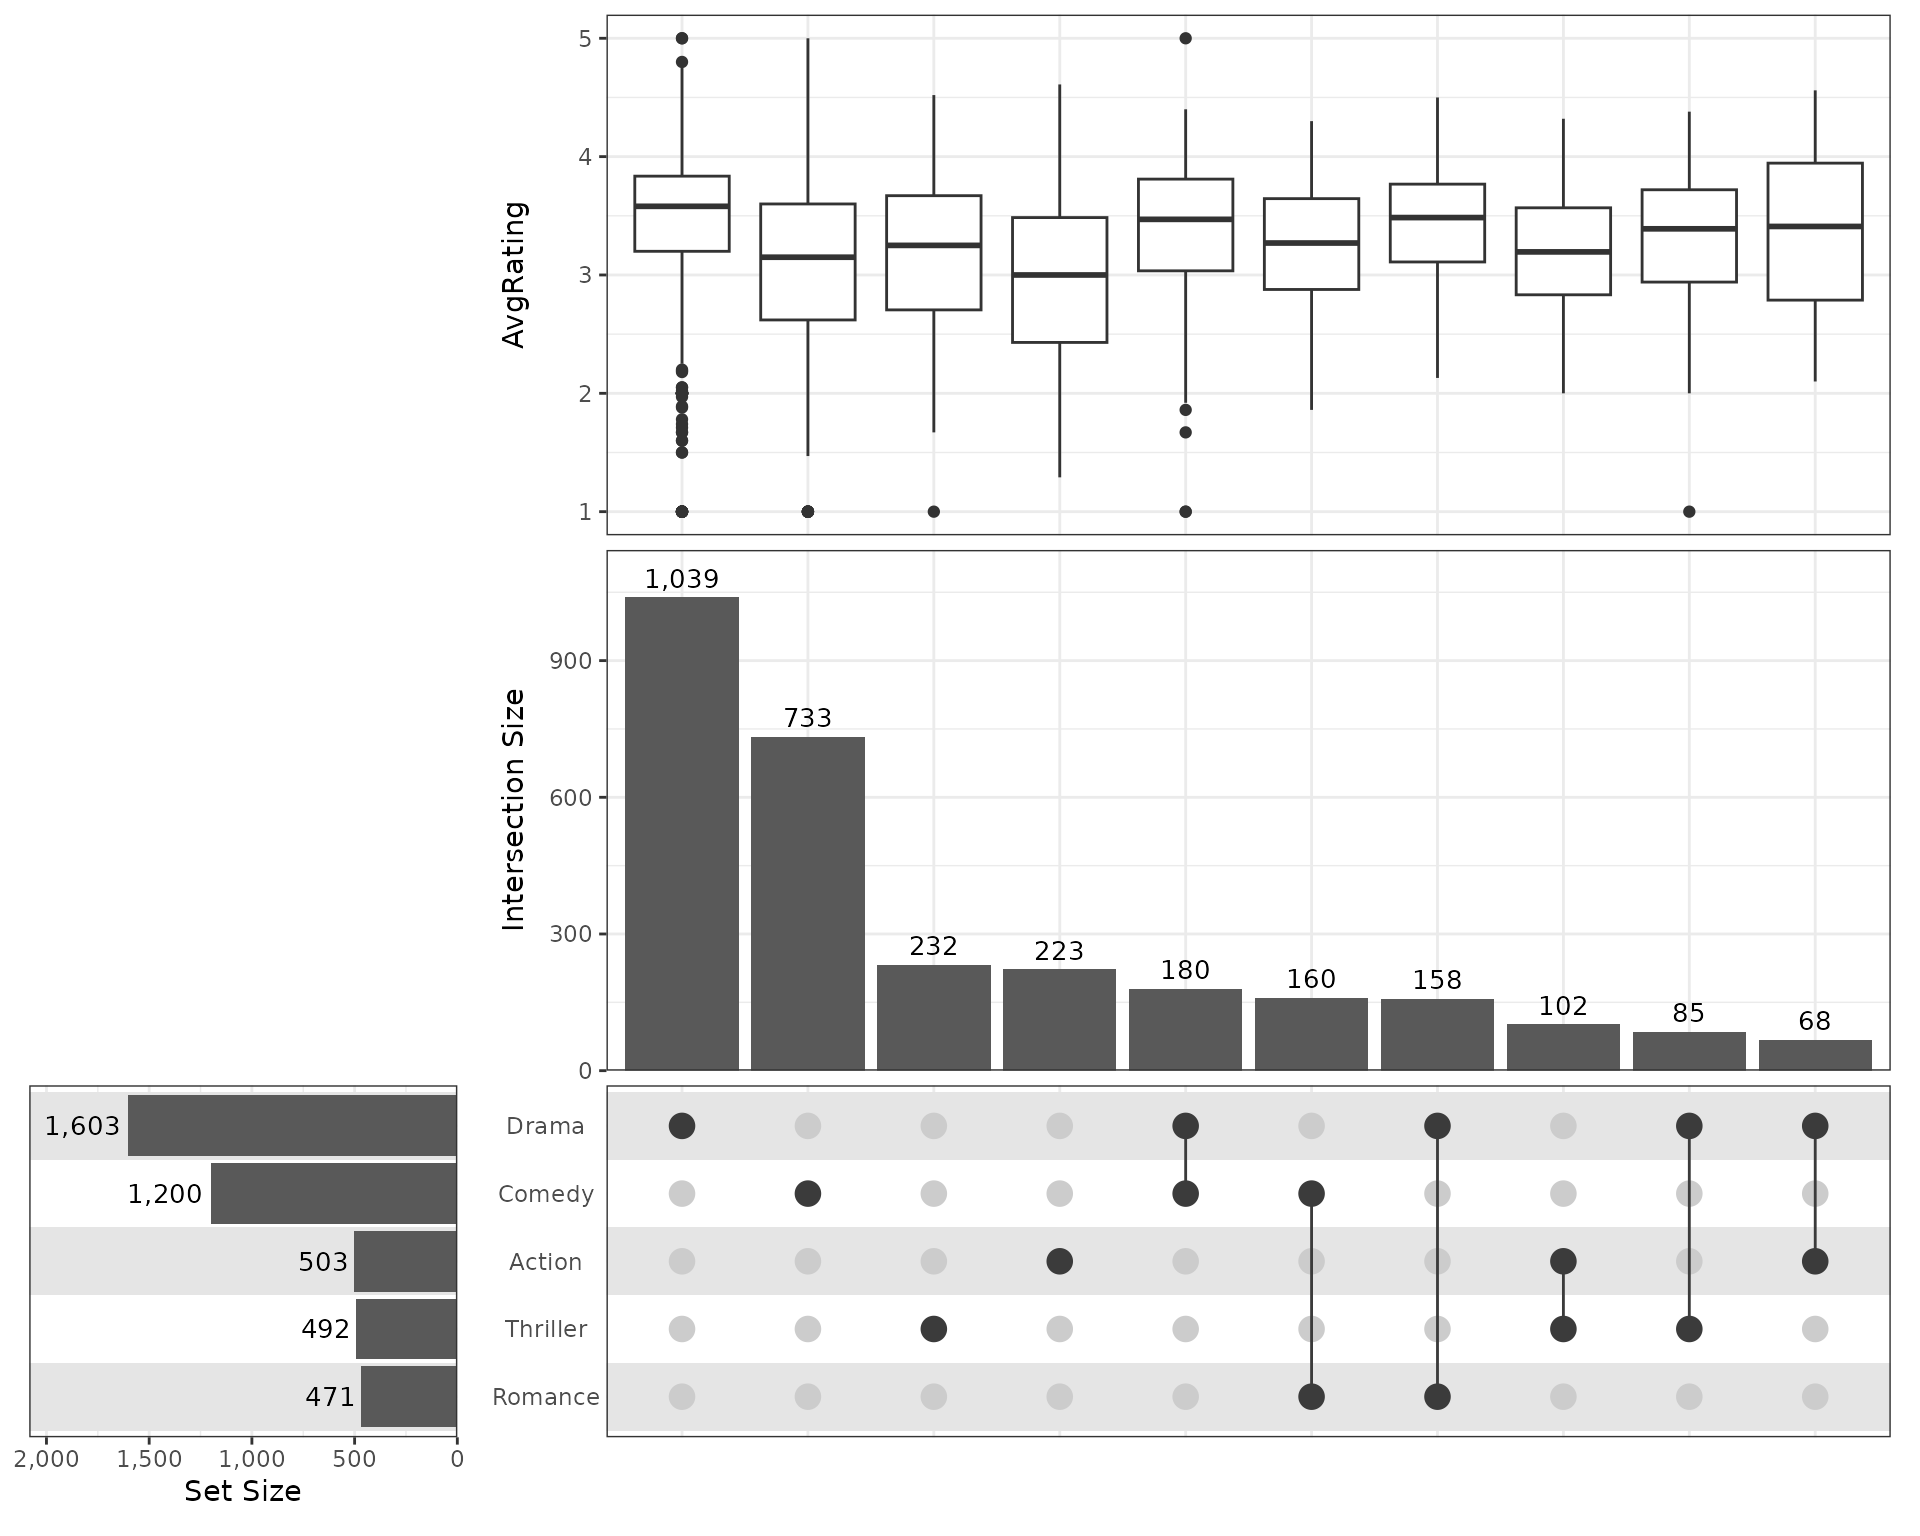 5
4
3
2
1
AvgRating
1,039
733
232
223
180
160
158
102
85
68
900
600
300
0
Intersection Size
1,603
1,200
503
492
471
Drama
Comedy
Action
Thriller
Romance
2,000 1,500 1,000 500 0
Set Size